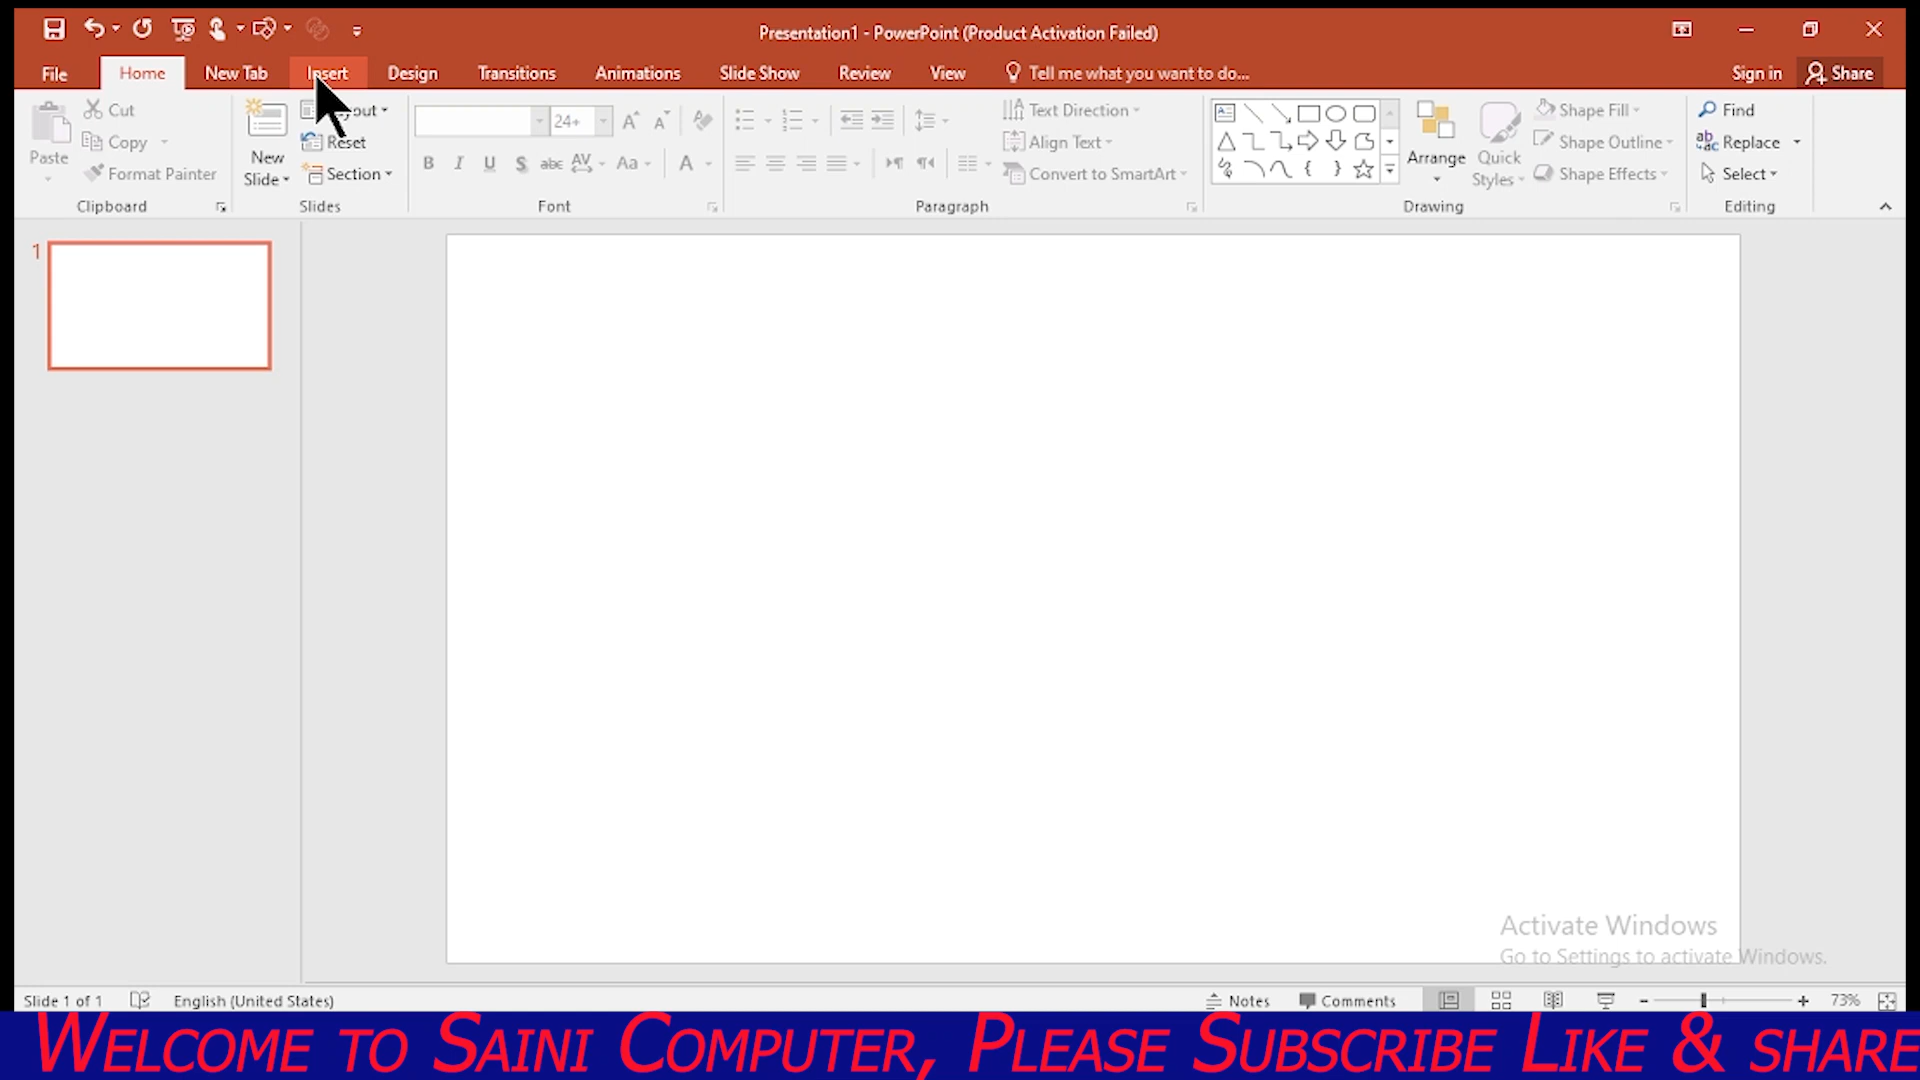 Presentation1 - PowerPoint (Product Activation Failed)
File Home New Tab Insert Design Transitions Animations Slide Show Review View Tell me what you want to do... Sign in Share
Paste
Cut
Copy
Format Painter
Clipboard
New
Slide
Reset
Section
Slides
24+
B I U S abc AV Aa A
Font
Text Direction
Align Text
Convert to SmartArt
Paragraph
Arrange
Quick
Styles
Shape Fill
Shape Outline
Shape Effects
Drawing
Find
Replace
Select
Editing
1
Activate Windows
Go to Settings to activate Windows.
Slide 1 of 1 English (United States) Notes Comments 73%
WELCOME TO SAINI COMPUTER, PLEASE SUBSCRIBE LIKE & SHARE